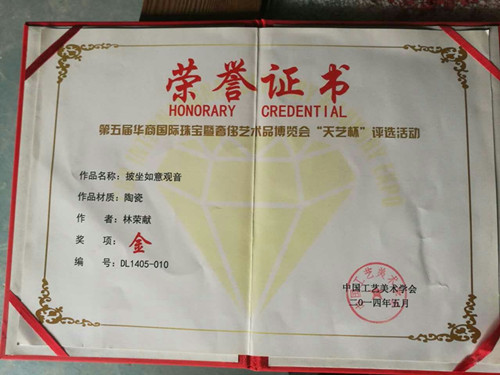 荣誉证书
HONORARY CREDENTIAL
第五届华商国际珠宝暨奢侈艺术品博览会“天艺杯”评选活动
作品名称：披坐如意观音
作品材质：陶瓷
作 者：林荣献
奖 项：金
编 号：DL1405-010
中国工艺美术学会
二○一四年五月